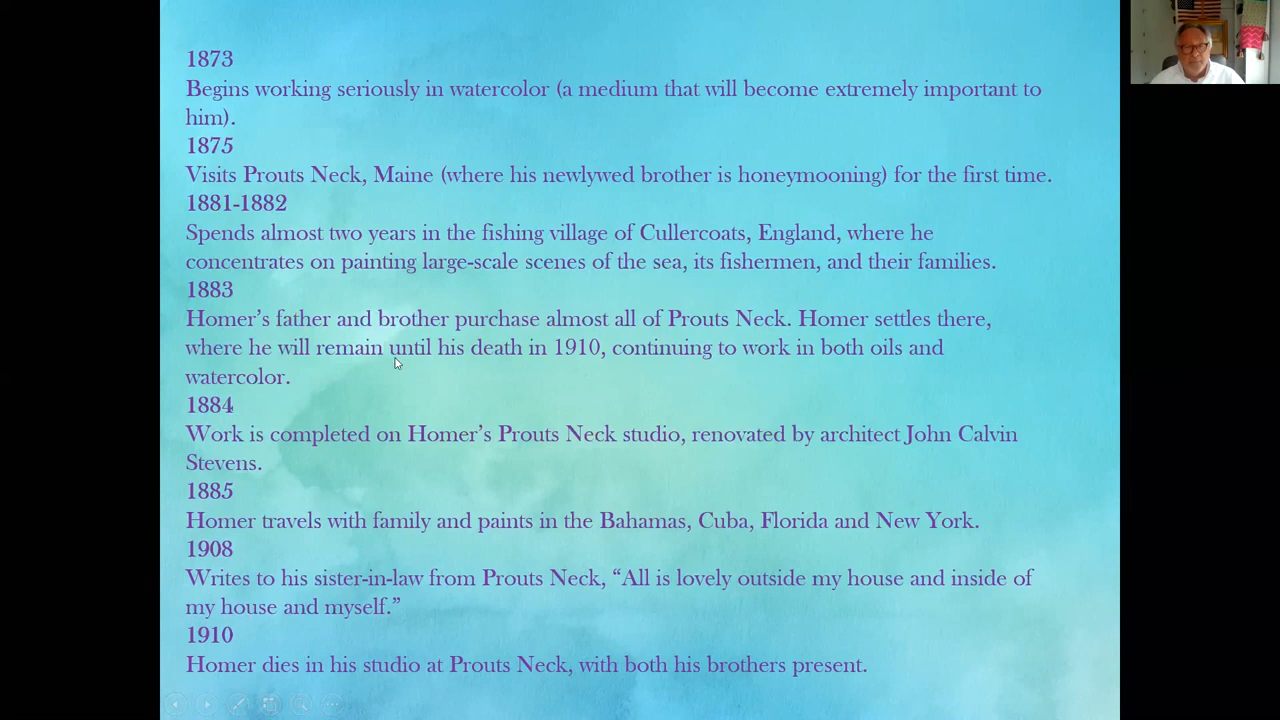 1873
Begins working seriously in watercolor (a medium that will become extremely important to
him).
1875
Visits Prouts Neck, Maine (where his newlywed brother is honeymooning) for the first time.
1881-1882
Spends almost two years in the fishing village of Cullercoats, England, where he
concentrates on painting large-scale scenes of the sea, its fishermen, and their families.
1883
Homer’s father and brother purchase almost all of Prouts Neck. Homer settles there,
where he will remain until his death in 1910, continuing to work in both oils and
watercolor.
1884
Work is completed on Homer’s Prouts Neck studio, renovated by architect John Calvin
Stevens.
1885
Homer travels with family and paints in the Bahamas, Cuba, Florida and New York.
1908
Writes to his sister-in-law from Prouts Neck, “All is lovely outside my house and inside of
my house and myself.”
1910
Homer dies in his studio at Prouts Neck, with both his brothers present.